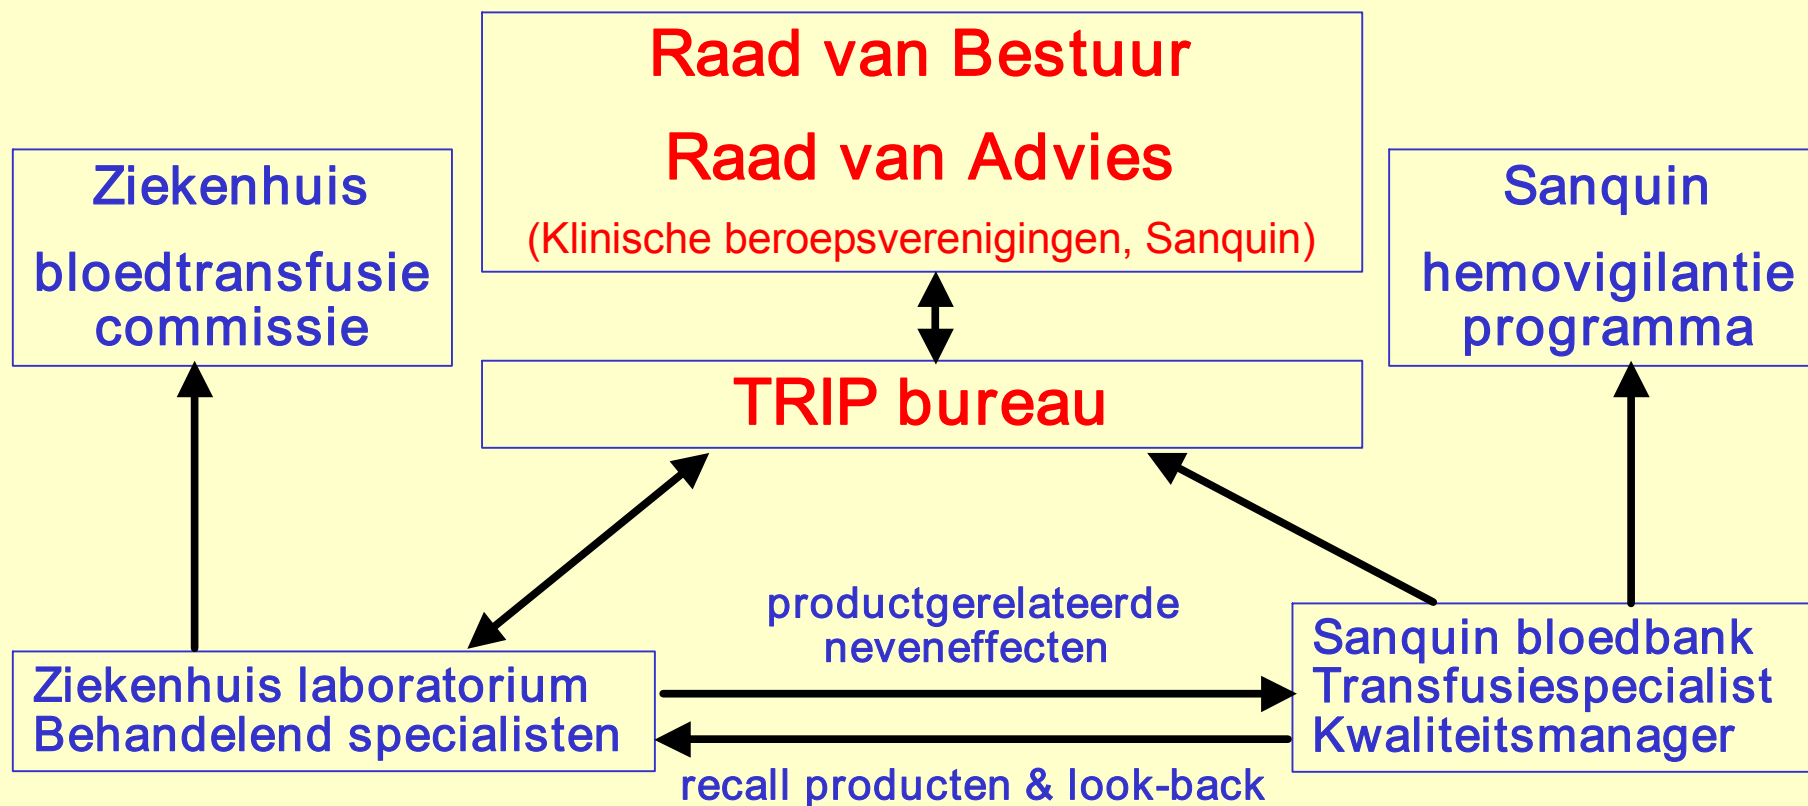 Raad van Bestuur
Raad van Advies
(Klinische beroepsverenigingen, Sanquin)
Ziekenhuis
bloedtransfusie
commissie
Sanquin
hemovigilantie
programma
TRIP bureau
productgerelateerde
neveneffecten
Ziekenhuis laboratorium
Behandelend specialisten
Sanquin bloedbank
Transfusiespecialist
Kwaliteitsmanager
recall producten & look-back